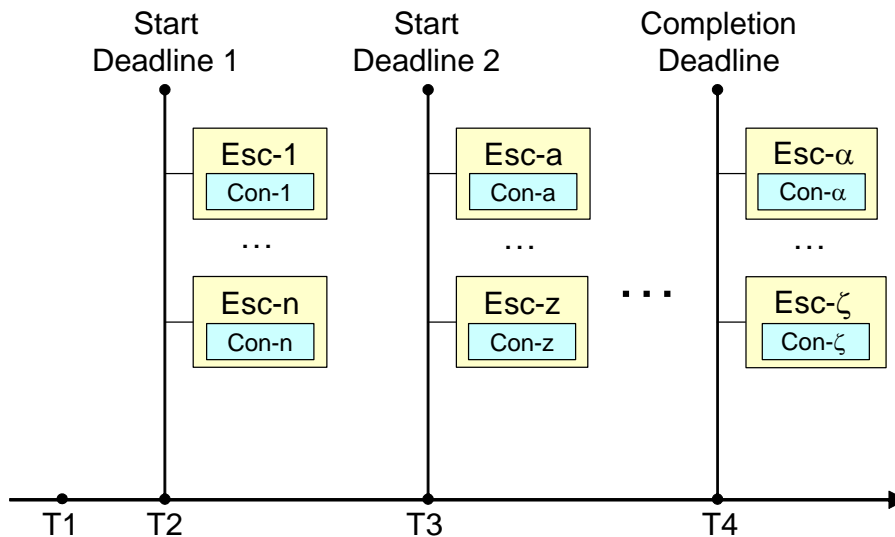 Start
Deadline 1
Start
Deadline 2
Completion
Deadline
Esc-1
Con-1
...
Esc-n
Con-n
Esc-a
Con-a
...
Esc-z
Con-z
...
Esc-α
Con-α
...
Esc-ζ
Con-ζ
T1
T2
T3
T4